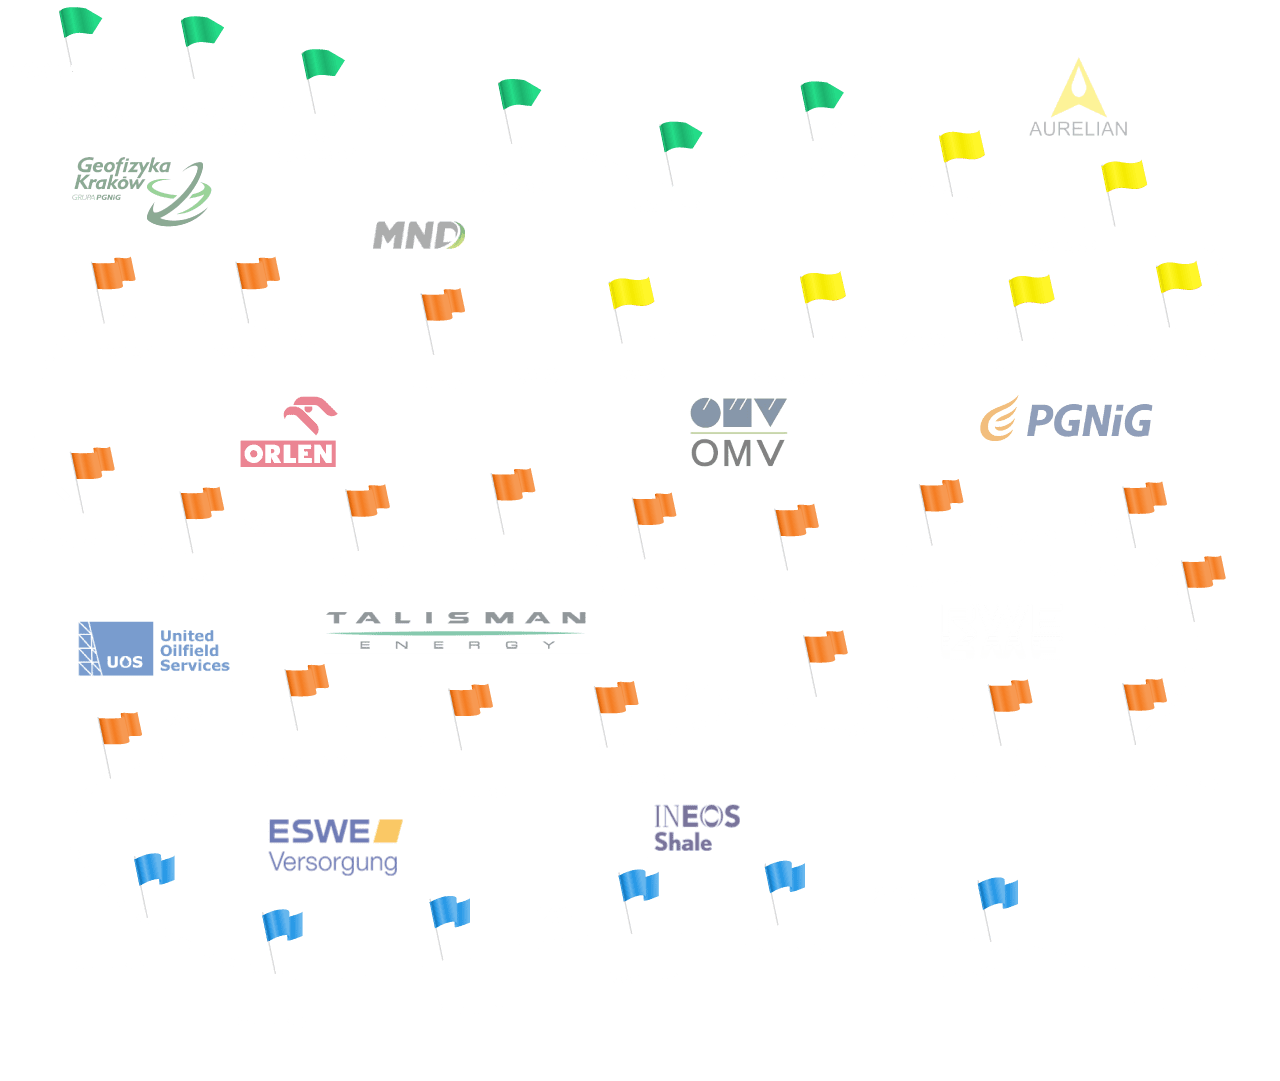 AURELIAN
Geofizyka
Kraków
GRUPA PGNiG
MND
ORLEN
OMV
OMV
PGNiG
UOS
United
Oilfield
Services
TALISMAN
ENERGY
ESWE
Versorgung
INEOS
Shale